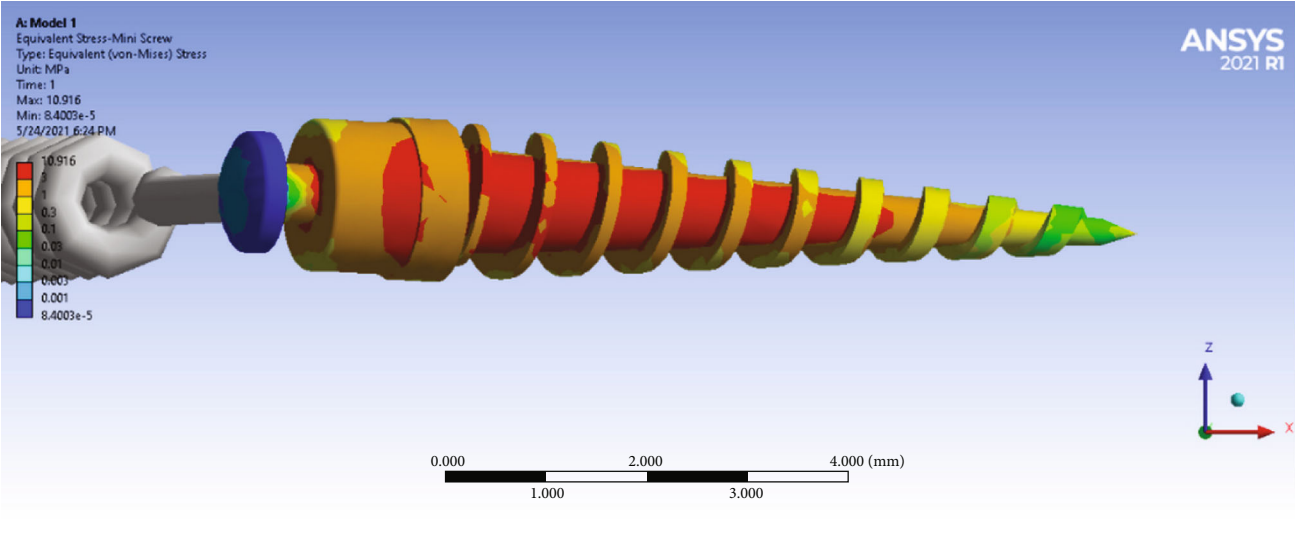 A: Model 1
Equivalent Stress-Mini Screw
Type: Equivalent (von-Mises) Stress
Unit: MPa
Time: 1
Max: 10.916
Min: 8.4003e-5
5/24/2021 6:24 PM
10.916
3
1
0.3
0.1
0.03
0.01
0.003
0.001
8.4003e-5
ANSYS
2021 R1
Z
X
0.000 2.000 4.000 (mm)
1.000 3.000